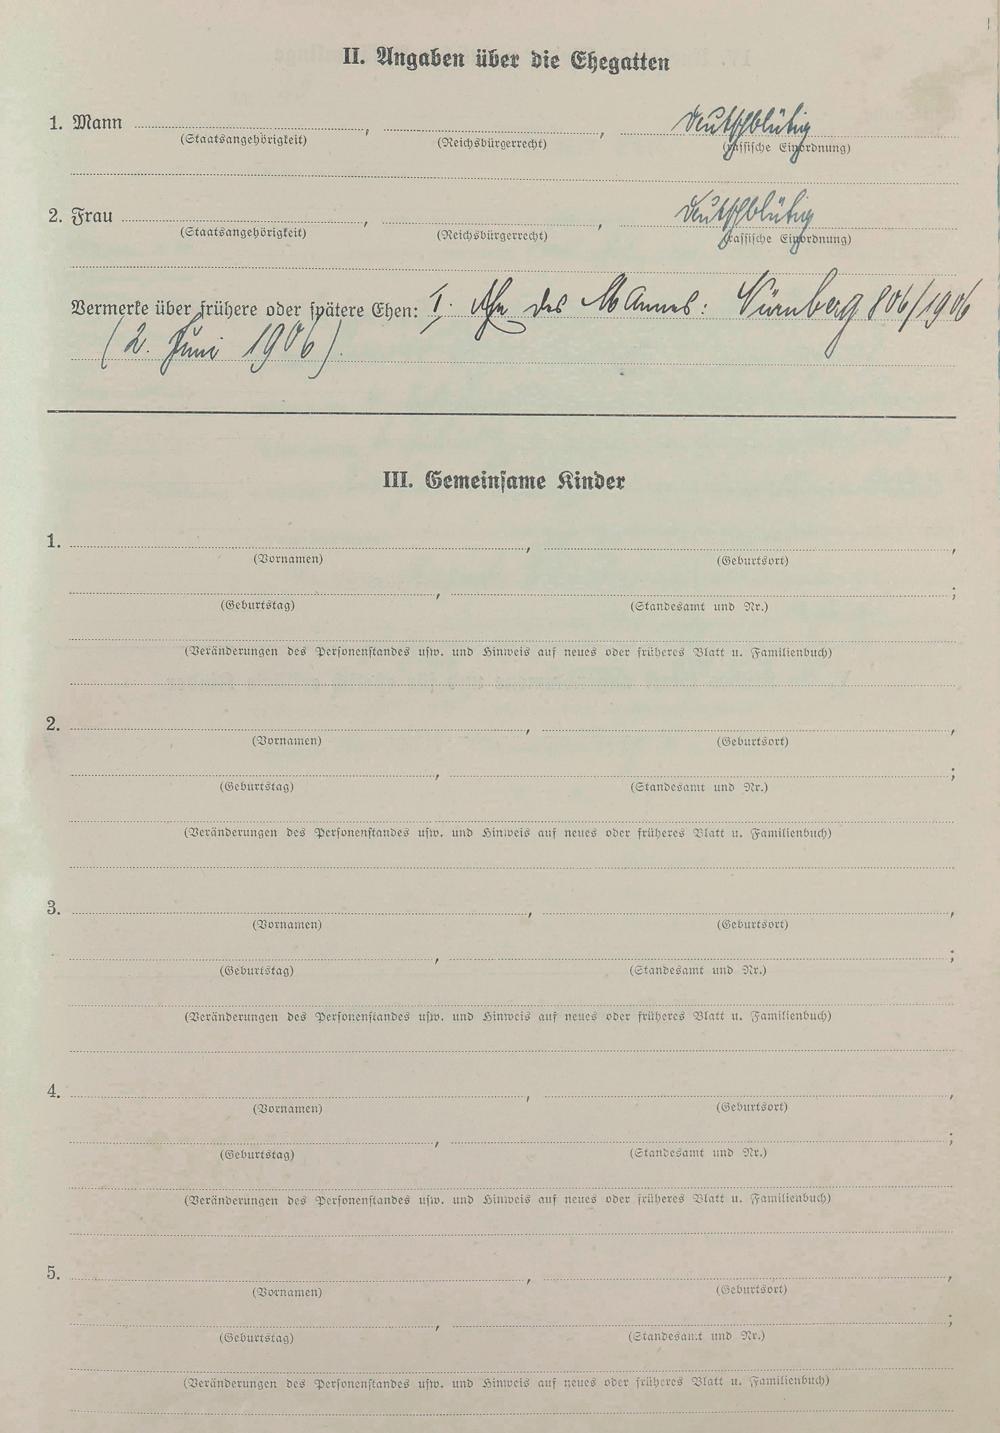 II. Angaben über die Ehegatten
1. Mann , , deutschblütig
(Staatsangehörigkeit) (Reichsbürgerrecht) (rassische Einordnung)
2. Frau , , deutschblütig
(Staatsangehörigkeit) (Reichsbürgerrecht) (rassische Einordnung)
Vermerke über frühere oder spätere Ehen: I. Ehe des Mannes: Nürnberg 806/1906
(2. Juni 1906).
III. Gemeinsame Kinder
1. , ,
(Vornamen) (Geburtsort)
, ;
(Geburtstag) (Standesamt und Nr.)
(Veränderungen des Personenstandes usw. und Hinweis auf neues oder früheres Blatt u. Familienbuch)
2. , ,
(Vornamen) (Geburtsort)
, ;
(Geburtstag) (Standesamt und Nr.)
(Veränderungen des Personenstandes usw. und Hinweis auf neues oder früheres Blatt u. Familienbuch)
3. , ,
(Vornamen) (Geburtsort)
, ;
(Geburtstag) (Standesamt und Nr.)
(Veränderungen des Personenstandes usw. und Hinweis auf neues oder früheres Blatt u. Familienbuch)
4. , ,
(Vornamen) (Geburtsort)
, ;
(Geburtstag) (Standesamt und Nr.)
(Veränderungen des Personenstandes usw. und Hinweis auf neues oder früheres Blatt u. Familienbuch)
5. , ,
(Vornamen) (Geburtsort)
, ;
(Geburtstag) (Standesamt und Nr.)
(Veränderungen des Personenstandes usw. und Hinweis auf neues oder früheres Blatt u. Familienbuch)